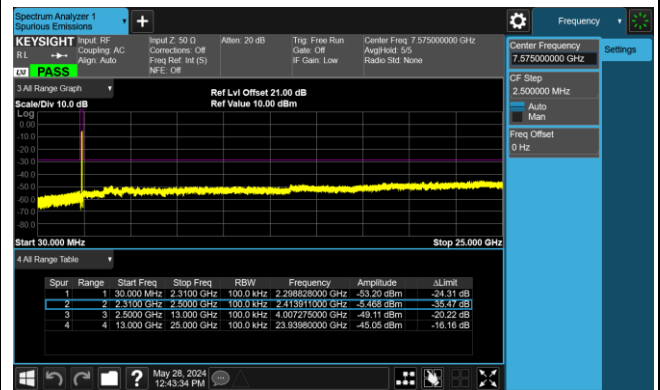 Spectrum Analyzer 1
Spurious Emissions
Frequency
KEYSIGHT
Input: RF
Coupling: AC
Align: Auto
Input Z: 50 Ω
Corrections: Off
Freq Ref: Int (S)
NFE: Off
Atten: 20 dB
Trig: Free Run
Gate: Off
IF Gain: Low
Center Freq: 7.575000000 GHz
Avg|Hold: 5/5
Radio Std: None
RL
LXI
PASS
3 All Range Graph
Scale/Div 10.0 dB
Ref Lvl Offset 21.00 dB
Ref Value 10.00 dBm
Log
0.00
-10.0
-20.0
-30.0
-40.0
-50.0
-60.0
-70.0
-80.0
Start 30.000 MHz
Stop 25.000 GHz
4 All Range Table
Spur Range Start Freq Stop Freq RBW Frequency Amplitude ΔLimit
1 1 30.000 MHz 2.3100 GHz 100.0 kHz 2.298828000 GHz -53.20 dBm -24.31 dB
2 2 2.3100 GHz 2.5000 GHz 100.0 kHz 2.413911000 GHz -5.468 dBm -35.47 dB
3 3 2.5000 GHz 13.000 GHz 100.0 kHz 4.007275000 GHz -49.11 dBm -20.22 dB
4 4 13.000 GHz 25.000 GHz 100.0 kHz 23.93980000 GHz -45.05 dBm -16.16 dB
May 28, 2024
12:43:34 PM
Center Frequency
7.575000000 GHz
Settings
CF Step
2.500000 MHz
Auto
Man
Freq Offset
0 Hz